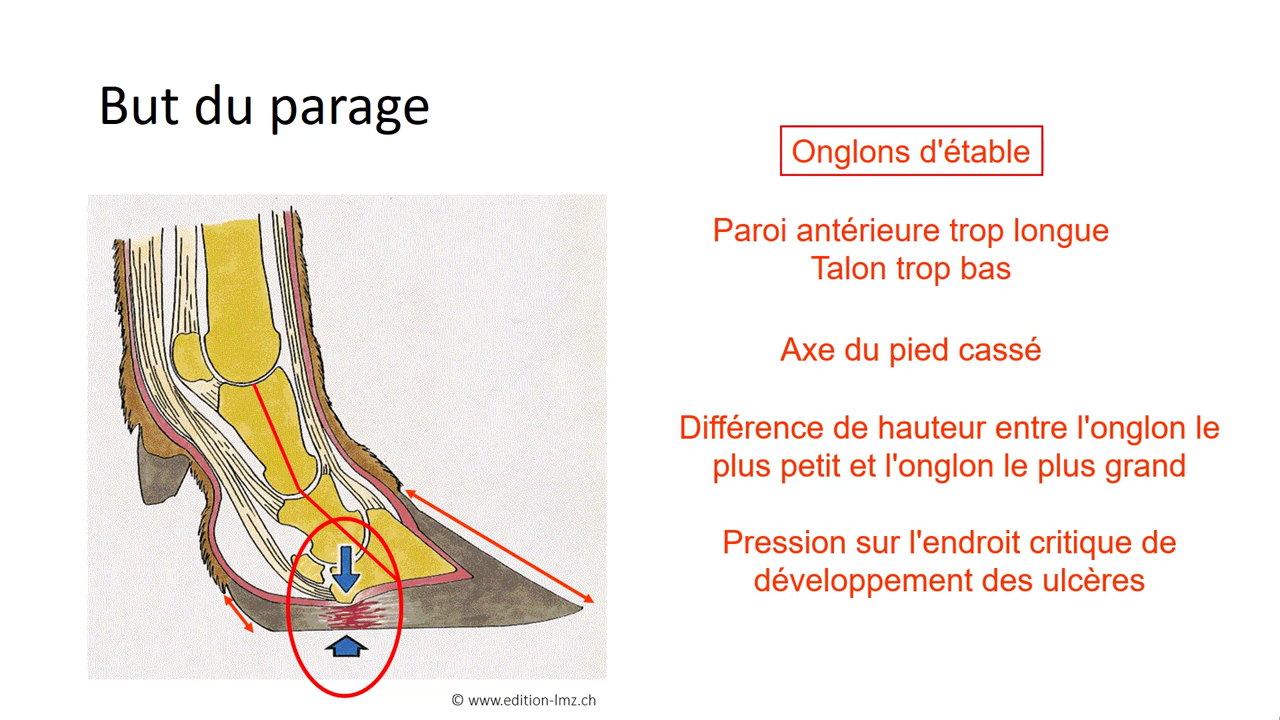 But du parage
Onglons d'étable
Paroi antérieure trop longue
Talon trop bas
Axe du pied cassé
Différence de hauteur entre l'onglon le
plus petit et l'onglon le plus grand
Pression sur l'endroit critique de
développement des ulcères
© www.edition-lmz.ch